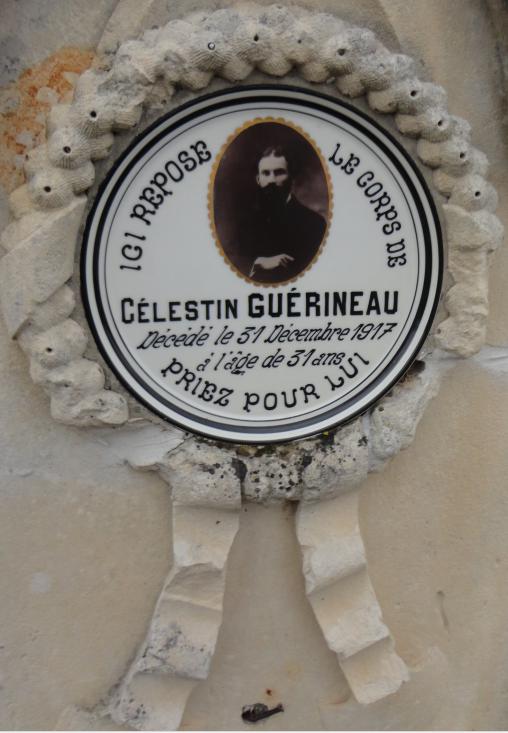 ICI REPOSE LE CORPS DE
CÉLESTIN GUÉRINEAU
Décédé le 31 Décembre 1917
à l'âge de 31 ans
PRIEZ POUR LUI